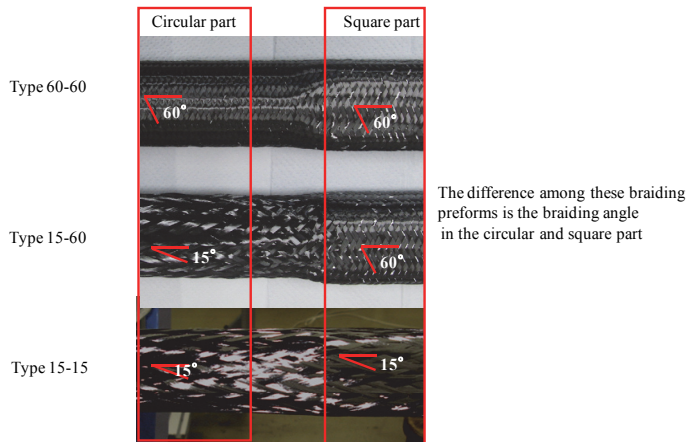 Circular part
Square part
Type 60-60
60°
60°
Type 15-60
15°
60°
The difference among these braiding
preforms is the braiding angle
in the circular and square part
Type 15-15
15°
15°